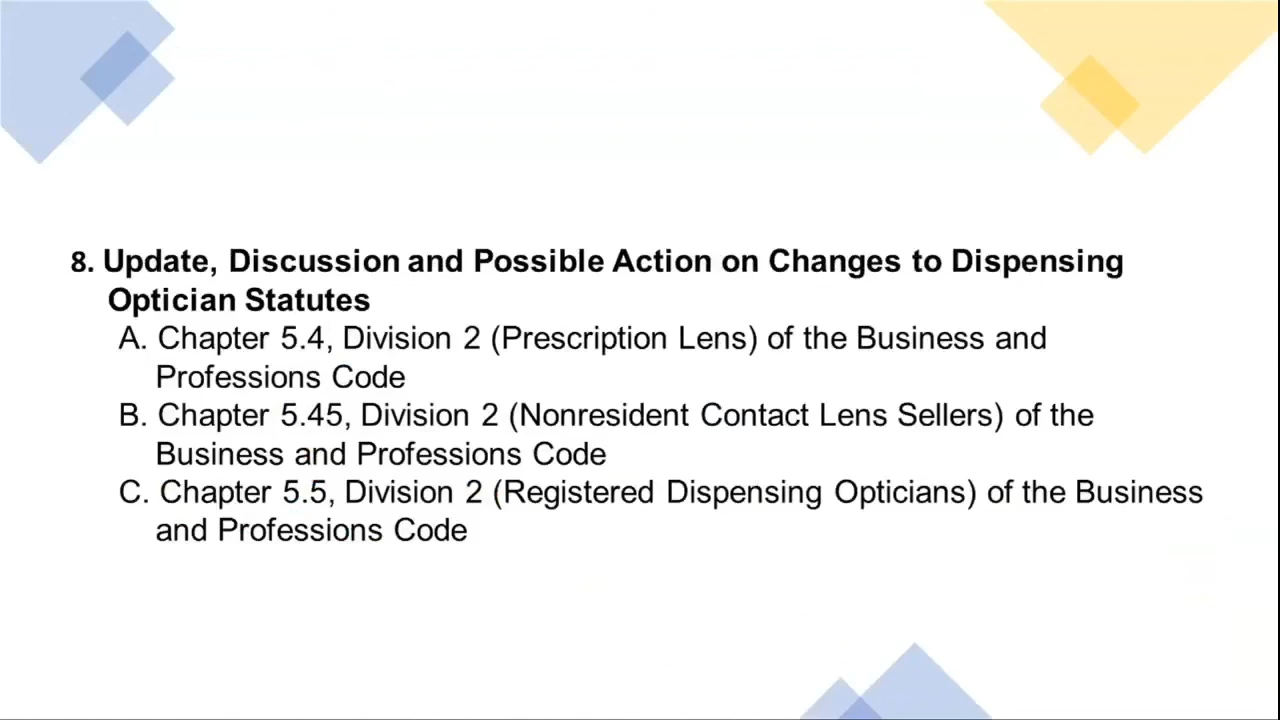 8. Update, Discussion and Possible Action on Changes to Dispensing
Optician Statutes
A. Chapter 5.4, Division 2 (Prescription Lens) of the Business and
Professions Code
B. Chapter 5.45, Division 2 (Nonresident Contact Lens Sellers) of the
Business and Professions Code
C. Chapter 5.5, Division 2 (Registered Dispensing Opticians) of the Business
and Professions Code